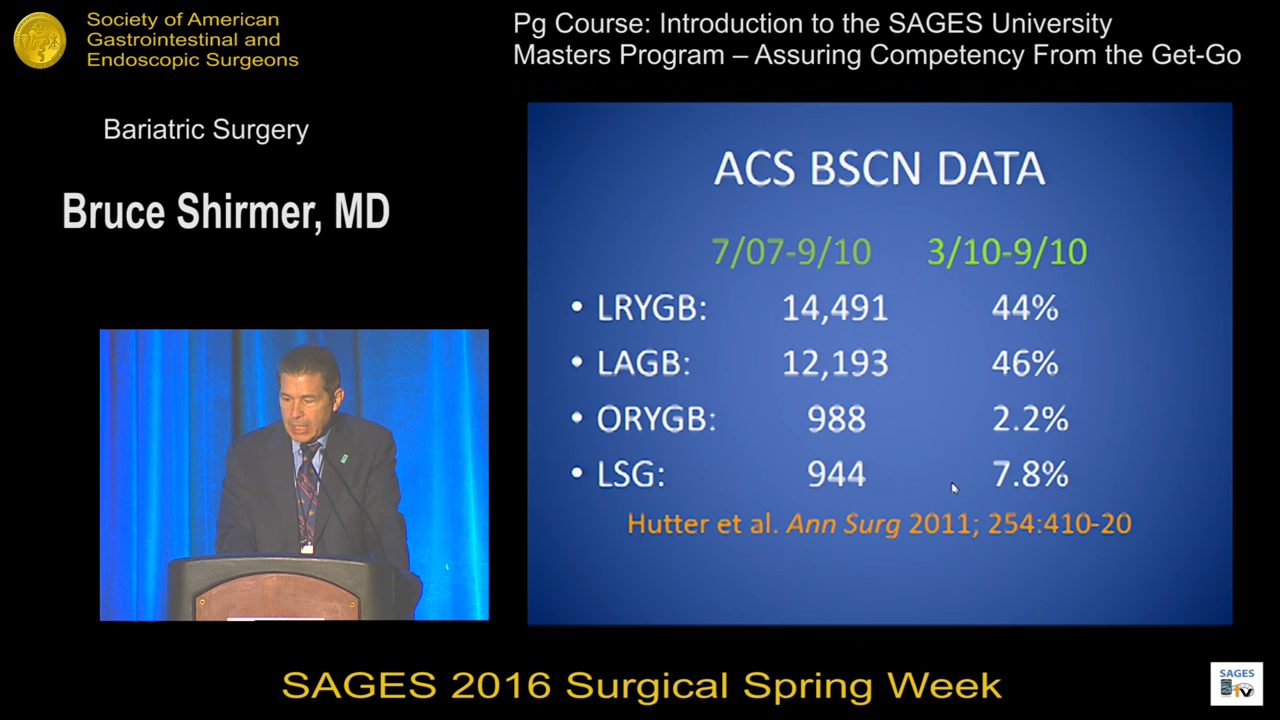 Society of American
Gastrointestinal and
Endoscopic Surgeons
Pg Course: Introduction to the SAGES University
Masters Program – Assuring Competency From the Get-Go
Bariatric Surgery
Bruce Shirmer, MD
ACS BSCN DATA
7/07-9/10 3/10-9/10
• LRYGB: 14,491 44%
• LAGB: 12,193 46%
• ORYGB: 988 2.2%
• LSG: 944 7.8%
Hutter et al. Ann Surg 2011; 254:410-20
SAGES 2016 Surgical Spring Week
SAGES
TV